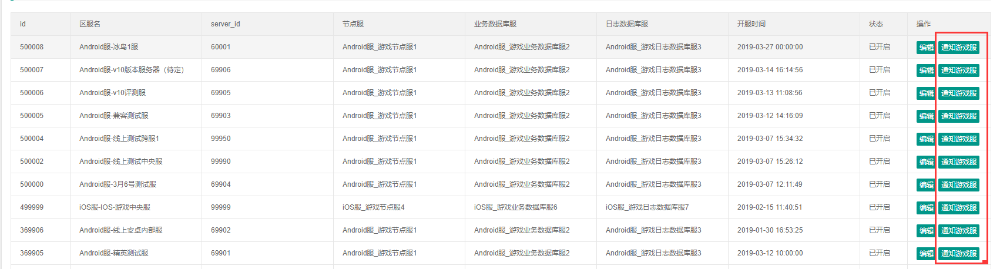 id 区服名 server_id 节点服 业务数据库服 日志数据库服 开服时间 状态 操作
500008 Android服-冰鸟1服 60001 Android服_游戏节点服1 Android服_游戏业务数据库服2 Android服_游戏日志数据库服3 2019-03-27 00:00:00 已开启 编辑 通知游戏服
500007 Android服-v10版本服务器（待定） 69906 Android服_游戏节点服1 Android服_游戏业务数据库服2 Android服_游戏日志数据库服3 2019-03-14 16:14:56 已开启 编辑 通知游戏服
500006 Android服-v10评测服 69905 Android服_游戏节点服1 Android服_游戏业务数据库服2 Android服_游戏日志数据库服3 2019-03-13 11:08:56 已开启 编辑 通知游戏服
500005 Android服-兼容测试服 69903 Android服_游戏节点服1 Android服_游戏业务数据库服2 Android服_游戏日志数据库服3 2019-03-12 14:16:09 已开启 编辑 通知游戏服
500004 Android服-线上测试跨服1 99950 Android服_游戏节点服1 Android服_游戏业务数据库服2 Android服_游戏日志数据库服3 2019-03-07 15:34:32 已开启 编辑 通知游戏服
500002 Android服-线上测试中央服 99990 Android服_游戏节点服1 Android服_游戏业务数据库服2 Android服_游戏日志数据库服3 2019-03-07 15:26:12 已开启 编辑 通知游戏服
500000 Android服-3月6号测试服 69904 Android服_游戏节点服1 Android服_游戏业务数据库服2 Android服_游戏日志数据库服3 2019-03-07 12:11:49 已开启 编辑 通知游戏服
499999 iOS服-IOS-游戏中央服 99999 iOS服_游戏节点服4 iOS服_游戏业务数据库服6 iOS服_游戏日志数据库服7 2019-02-15 11:40:51 已开启 编辑 通知游戏服
369906 Android服-线上安卓内部服 69902 Android服_游戏节点服1 Android服_游戏业务数据库服2 Android服_游戏日志数据库服3 2019-01-30 16:53:25 已开启 编辑 通知游戏服
369905 Android服-精英测试服 69901 Android服_游戏节点服1 Android服_游戏业务数据库服2 Android服_游戏日志数据库服3 2019-03-12 10:00:00 已开启 编辑 通知游戏服